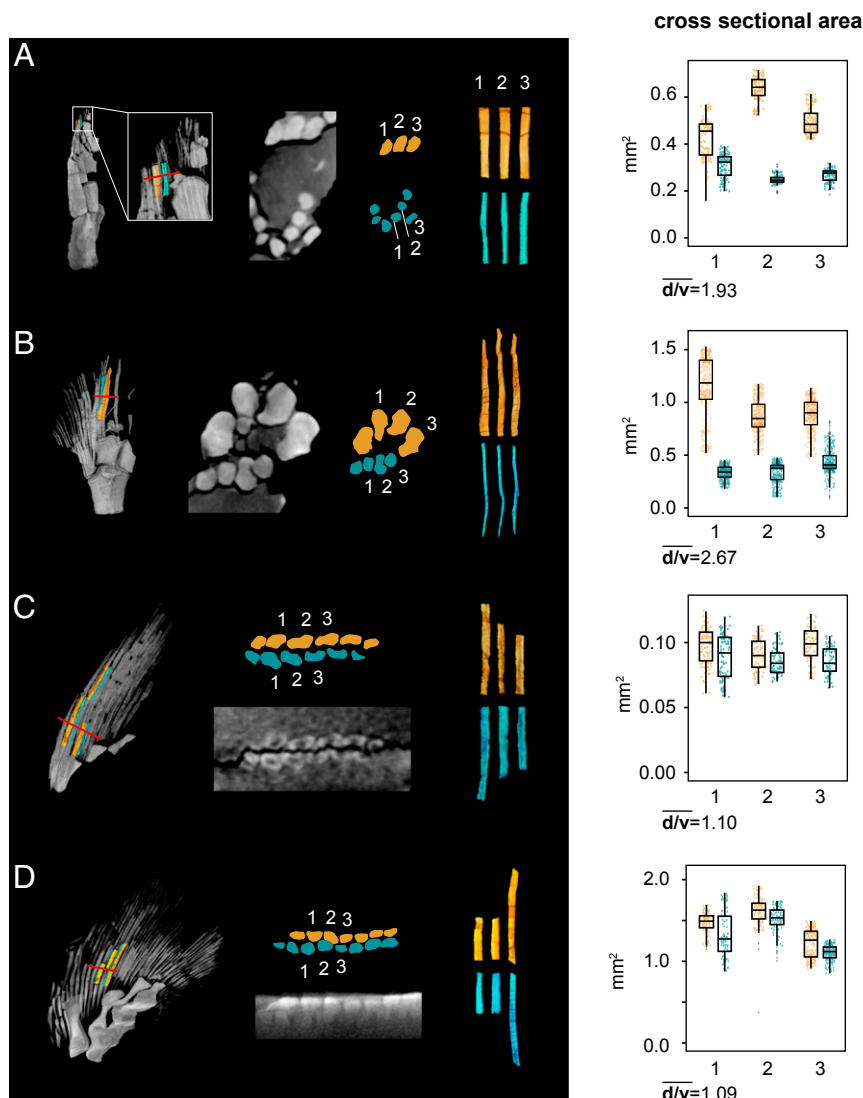 cross sectional area
A
1 2 3
1 2 3
3
1 2
mm²
0.6
0.4
0.2
0.0
1 2 3
d/v=1.93
B
1 2
3
1 2 3
mm²
1.5
1.0
0.5
0.0
1 2 3
d/v=2.67
C
1 2 3
1 2 3
mm²
0.10
0.05
0.00
1 2 3
d/v=1.10
D
1 2 3
1 2 3
mm²
2.0
1.0
0.0
1 2 3
d/v=1.09